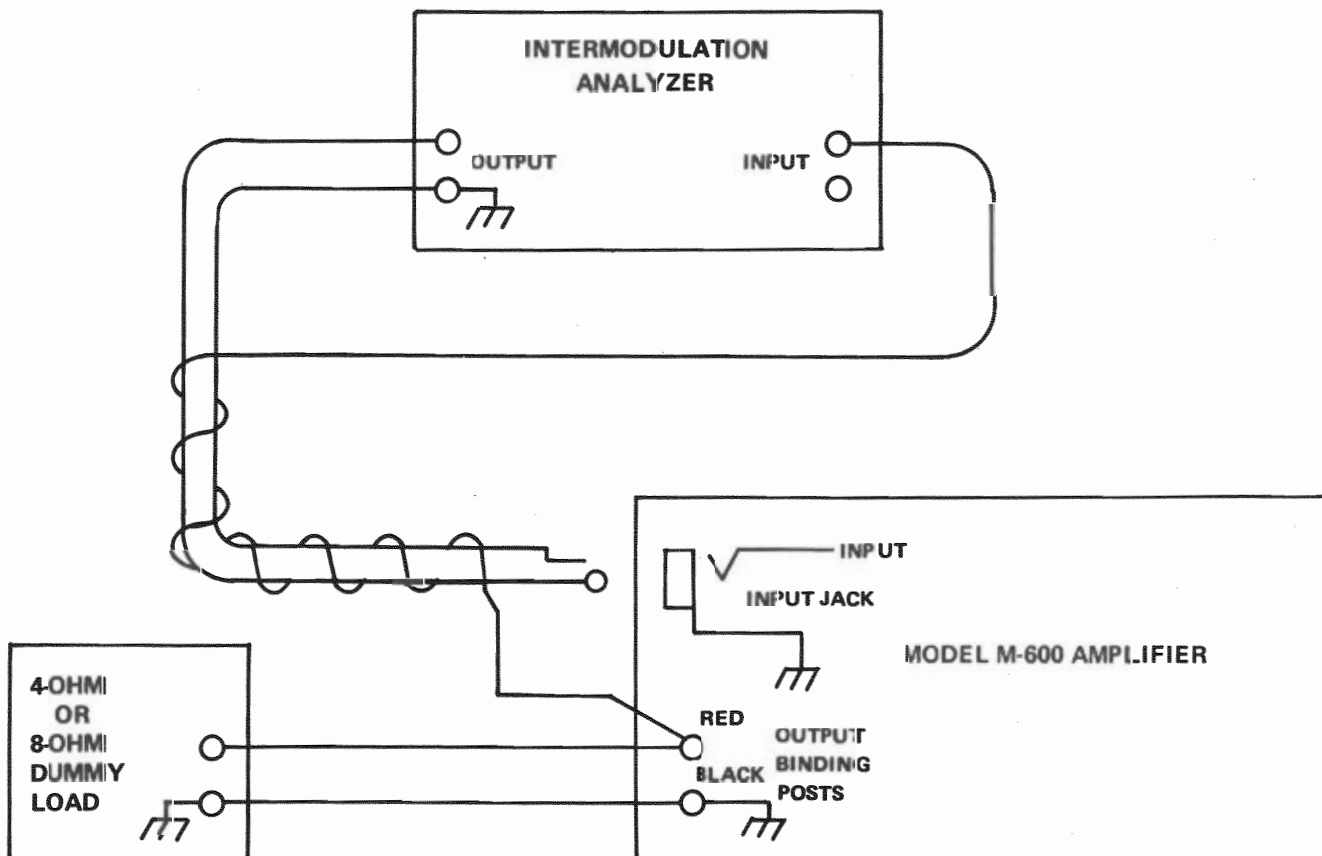 INTERMODULATION
ANALYZER
OUTPUT
INPUT
INPUT
INPUT JACK
MODEL M-600 AMPLIFIER
4-OHM
OR
8-OHM
DUMMY
LOAD
RED
BLACK
OUTPUT
BINDING
POSTS